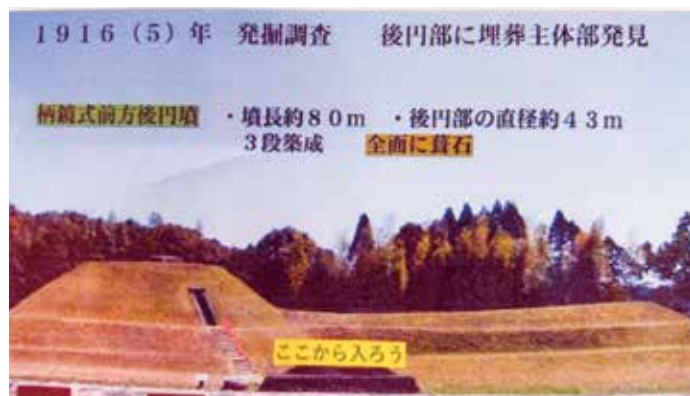 1916（5）年　発掘調査　　後円部に埋葬主体部発見
柄鏡式前方後円墳　・墳長約80m　・後円部の直径約43m
3段築成　　全面に葺石
ここから入ろう